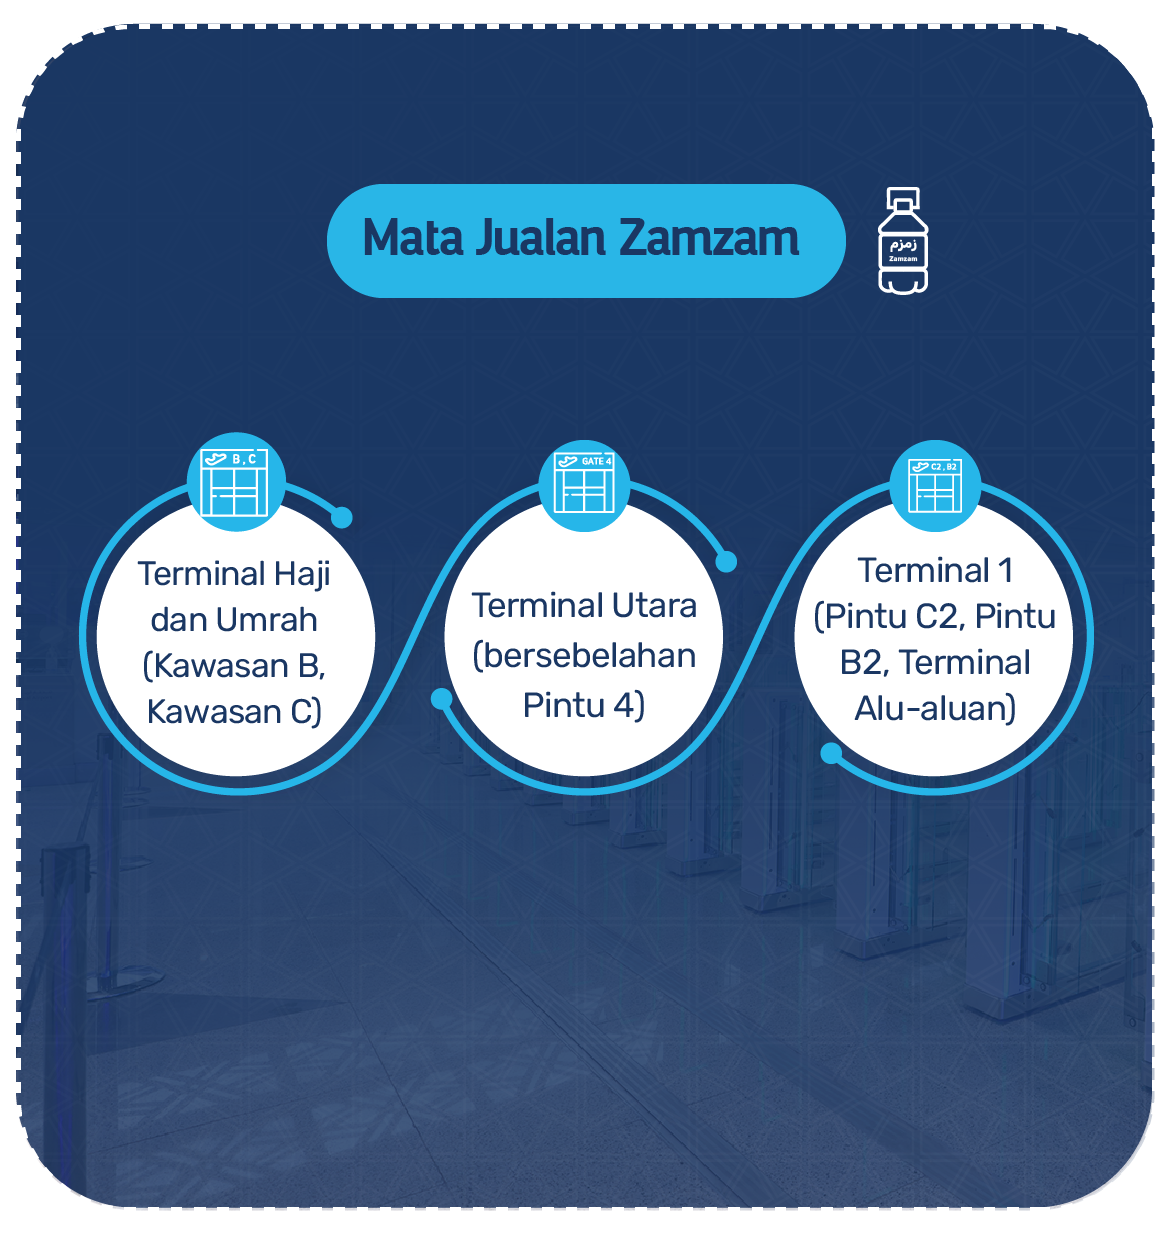 Mata Jualan Zamzam
زمزم
Zamzam
B,C
Terminal Haji
dan Umrah
(Kawasan B,
Kawasan C)
GATE 4
Terminal Utara
(bersebelahan
Pintu 4)
C2,B2
Terminal 1
(Pintu C2, Pintu
B2, Terminal
Alu-aluan)